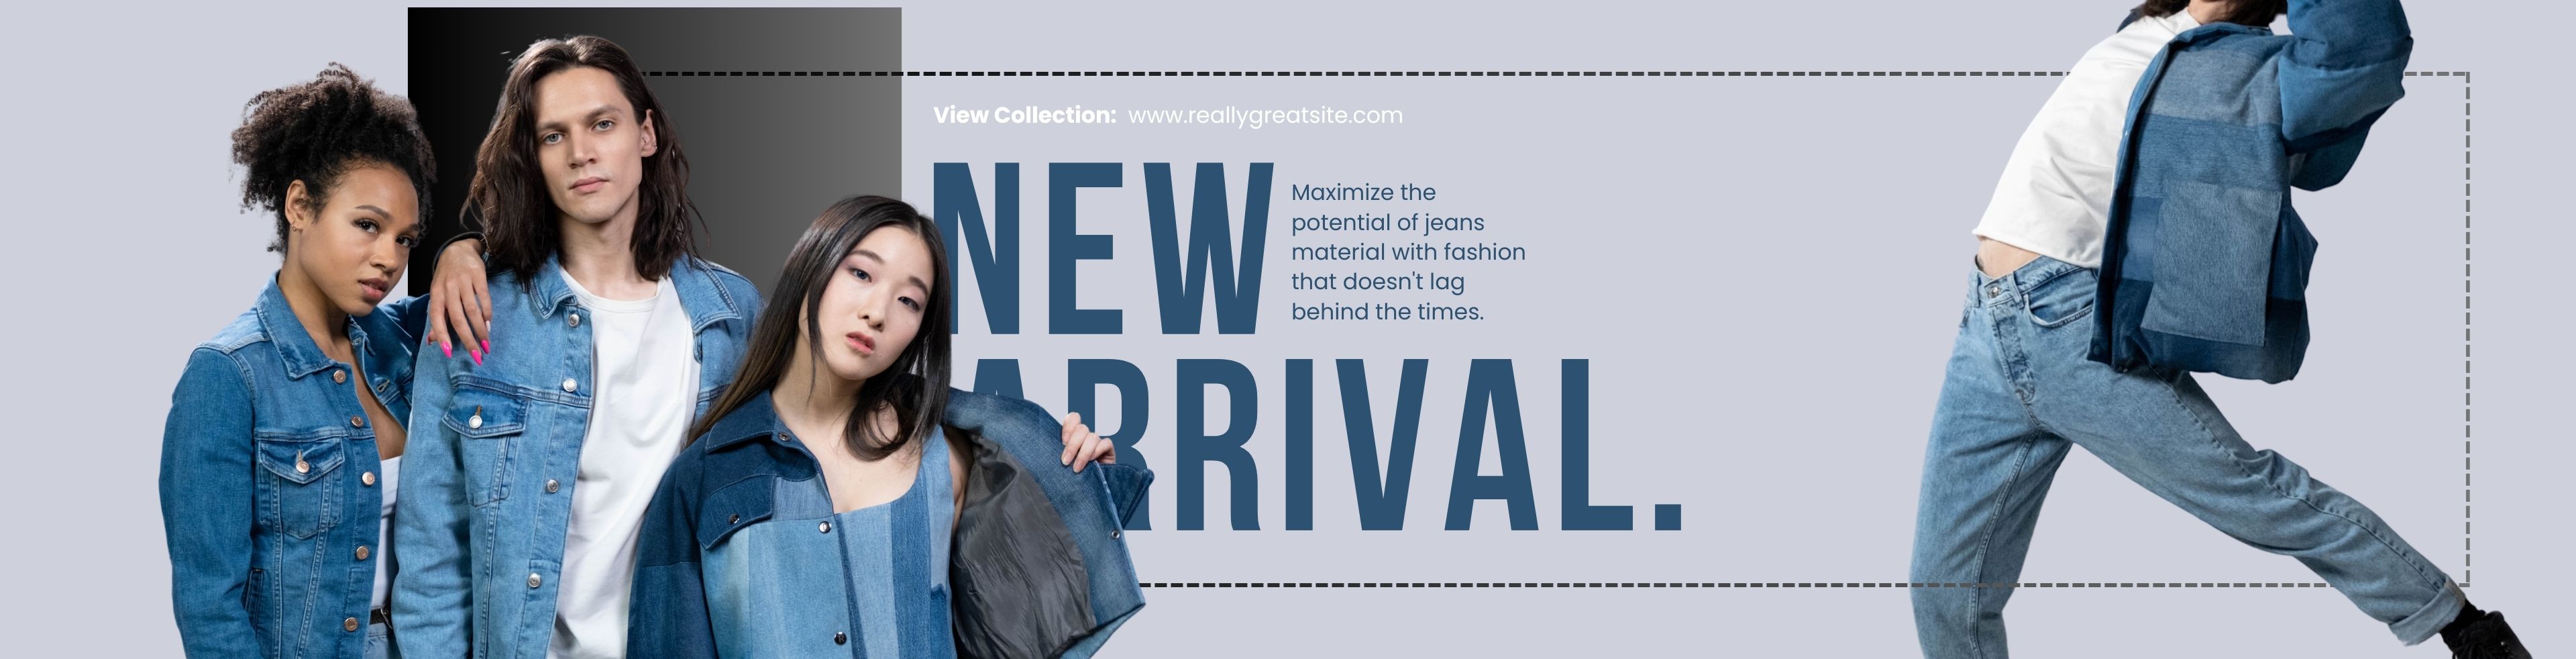 View Collection: www.reallygreatsite.com
NEW
Maximize the
potential of jeans
material with fashion
that doesn't lag
behind the times.
ARRIVAL.